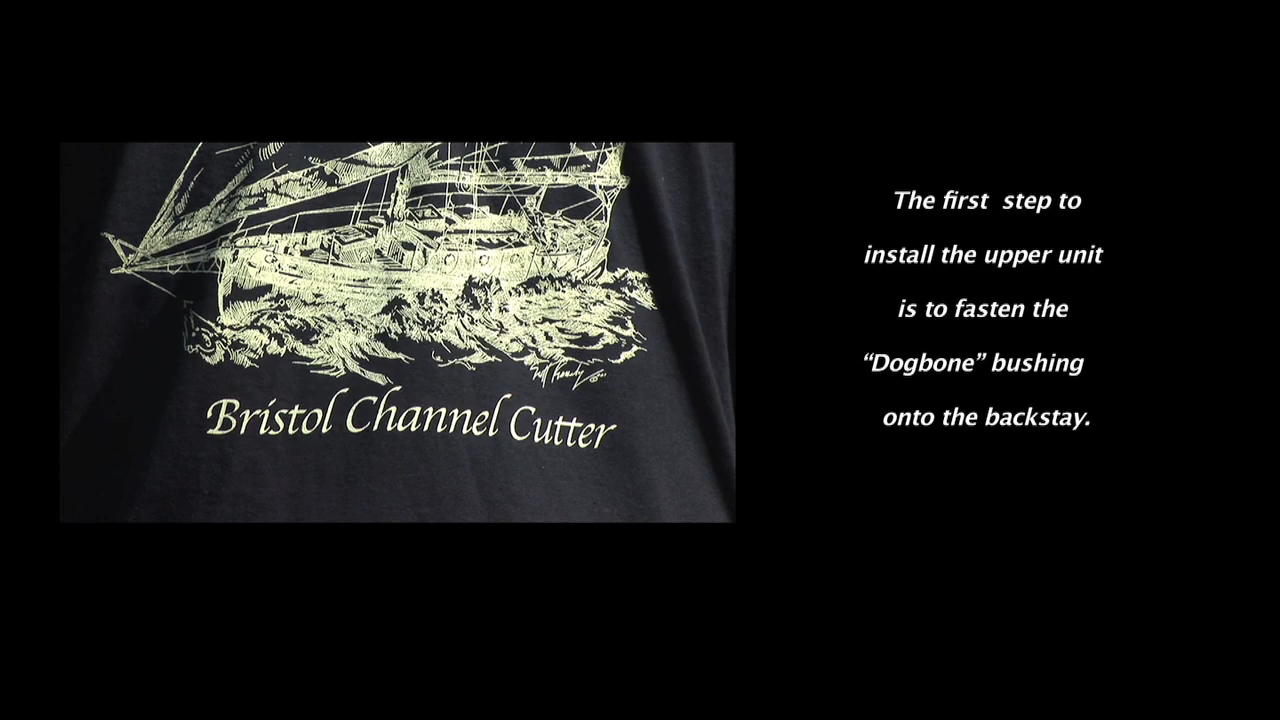 Bristol Channel Cutter
The first  step to
install the upper unit
is to fasten the
“Dogbone” bushing
onto the backstay.